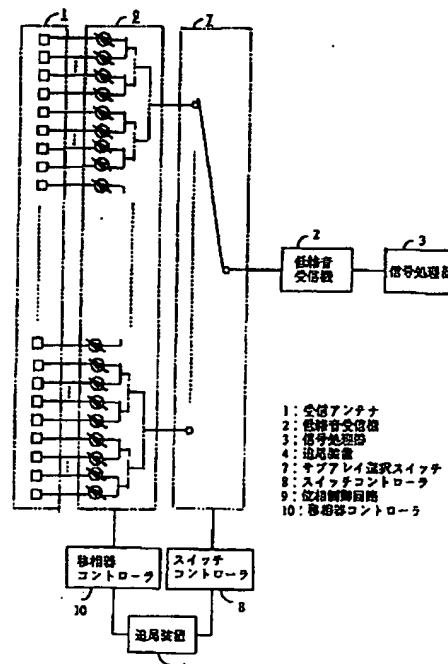 1
9
7
2
3
低雑音
受信機
信号処理器
1：受信アンテナ
2：低雑音受信機
3：信号処理器
4：追尾装置
7：サブアレイ選択スイッチ
8：スイッチコントローラ
9：位相制御回路
10：移相器コントローラ
移相器
コントローラ
スイッチ
コントローラ
10
8
追尾装置